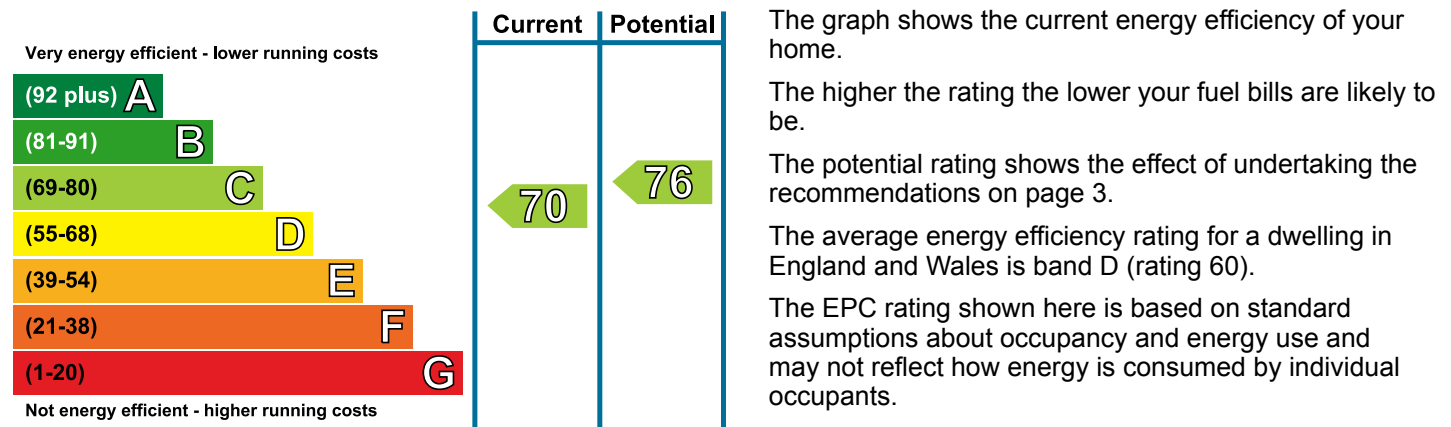 Current Potential
Very energy efficient - lower running costs
(92 plus) A
(81-91) B
(69-80) C
(55-68) D
(39-54) E
(21-38) F
(1-20) G
Not energy efficient - higher running costs
70
76
The graph shows the current energy efficiency of your
home.
The higher the rating the lower your fuel bills are likely to
be.
The potential rating shows the effect of undertaking the
recommendations on page 3.
The average energy efficiency rating for a dwelling in
England and Wales is band D (rating 60).
The EPC rating shown here is based on standard
assumptions about occupancy and energy use and
may not reflect how energy is consumed by individual
occupants.